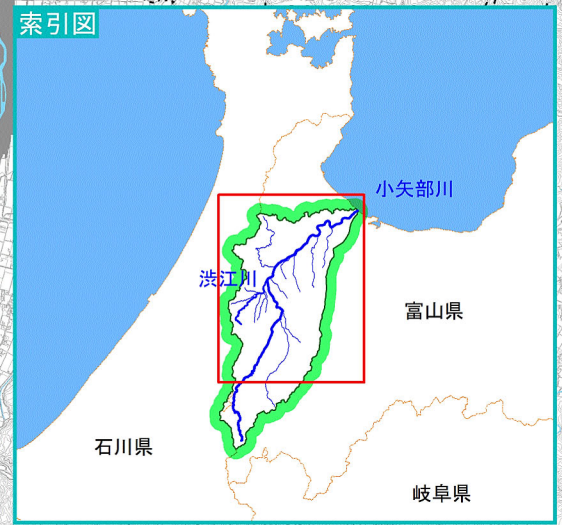 索引図
小矢部川
渋江川
富山県
石川県
岐阜県